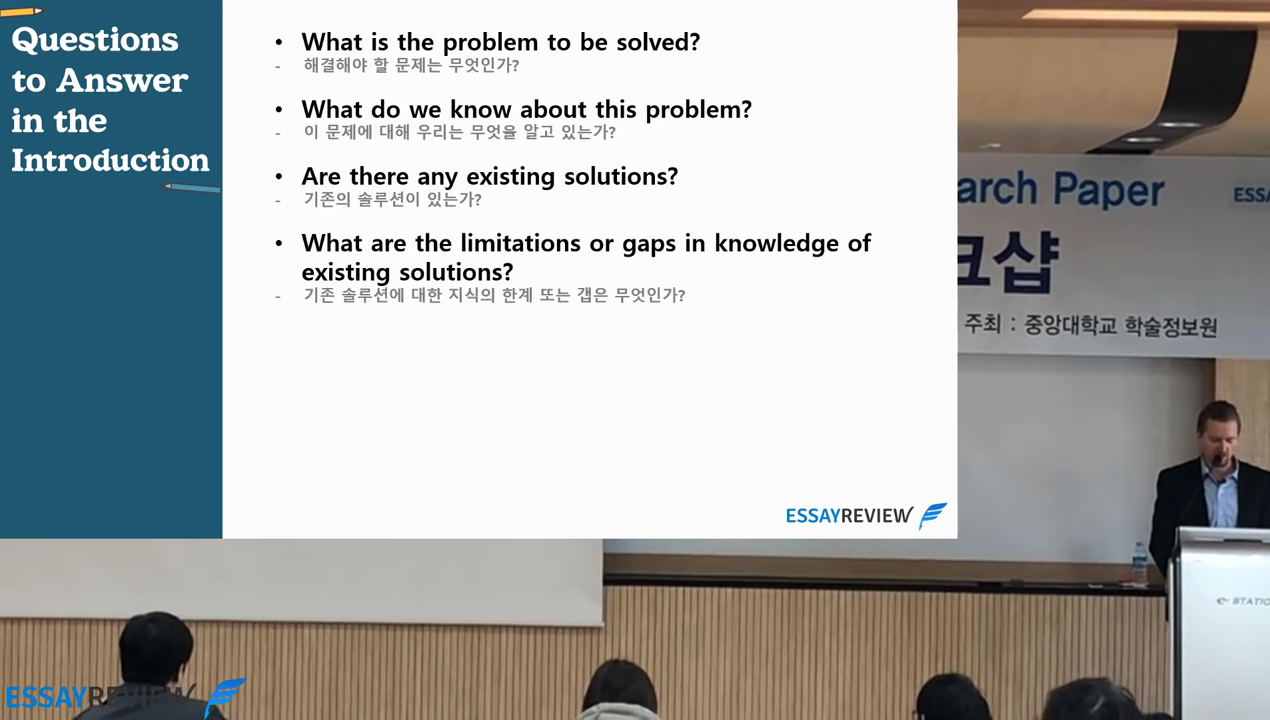 Questions
to Answer
in the
Introduction
• What is the problem to be solved?
- 해결해야 할 문제는 무엇인가?
• What do we know about this problem?
- 이 문제에 대해 우리는 무엇을 알고 있는가?
• Are there any existing solutions?
- 기존의 솔루션이 있는가?
• What are the limitations or gaps in knowledge of
existing solutions?
- 기존 솔루션에 대한 지식의 한계 또는 갭은 무엇인가?
ESSAYREVIEW
arch Paper
ESSA
크샵
주최 : 중앙대학교 학술정보원
e-STATIO
ESSAYREVIEW